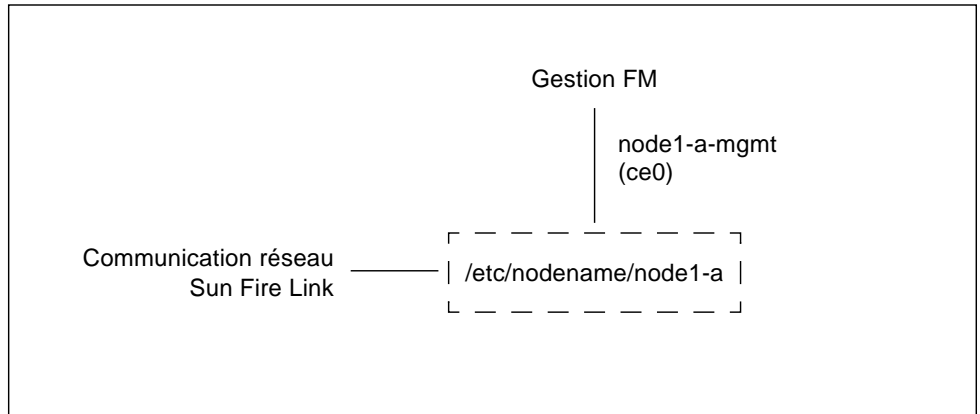 Gestion FM
node1-a-mgmt
(ce0)
Communication réseau
Sun Fire Link
/etc/nodename/node1-a